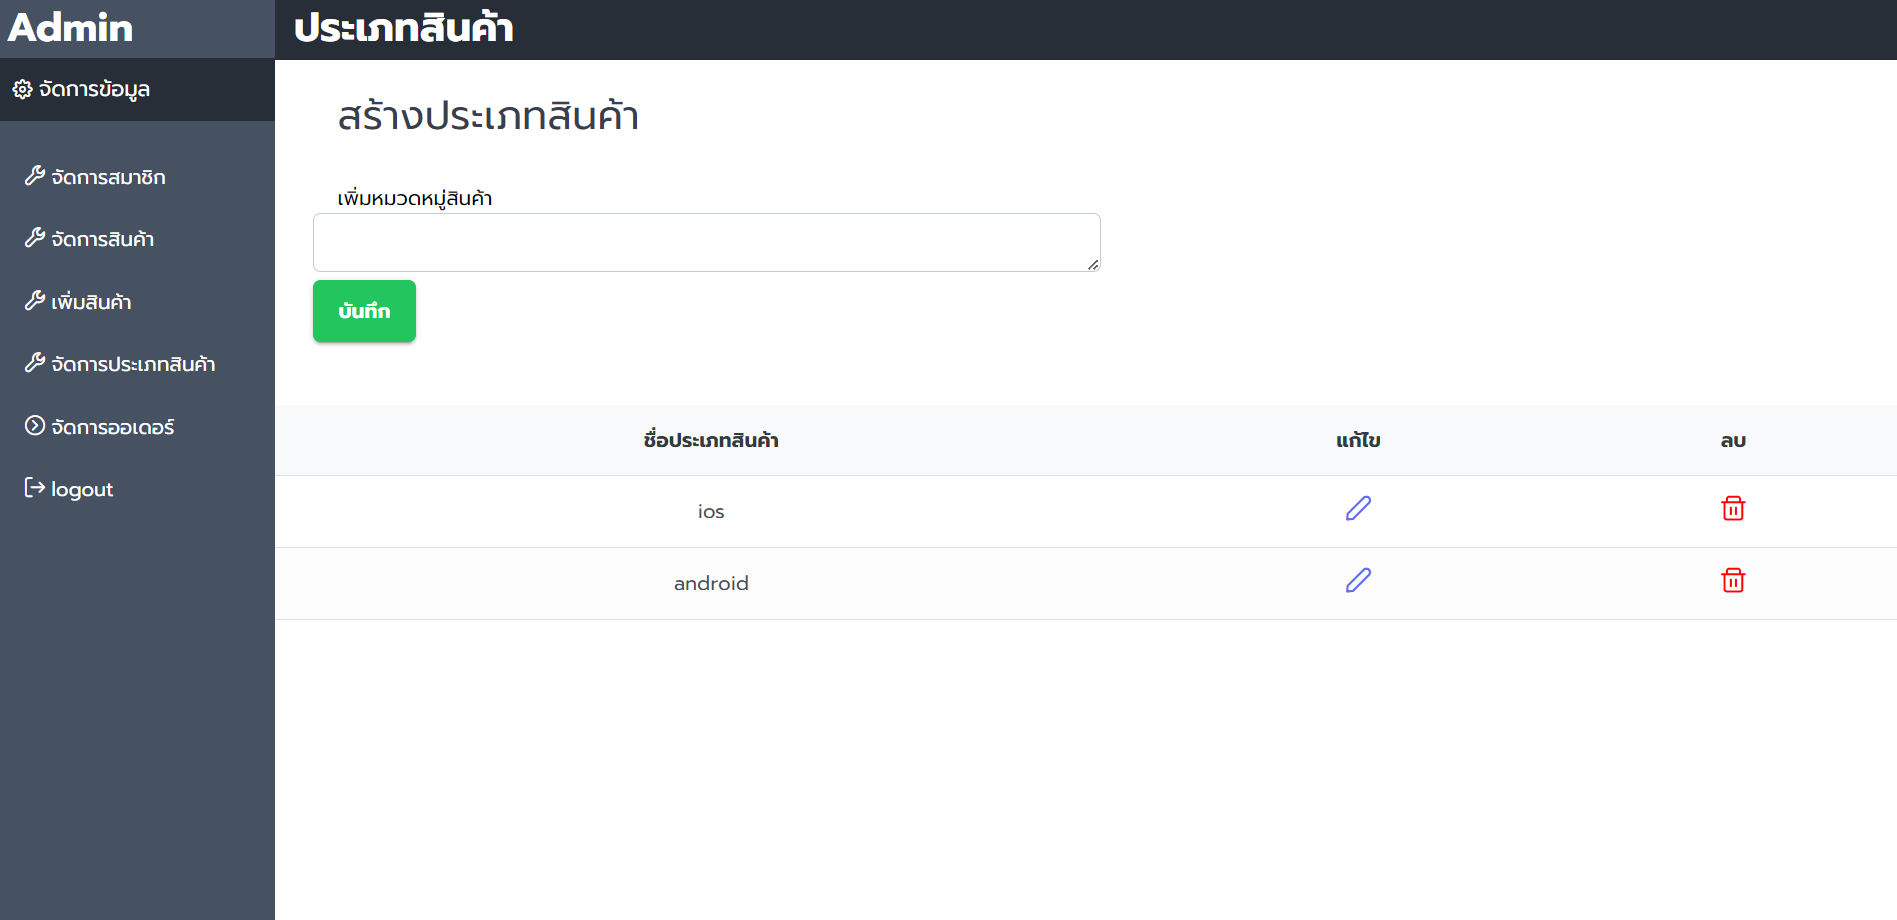 Admin
จัดการข้อมูล
จัดการสมาชิก
จัดการสินค้า
เพิ่มสินค้า
จัดการประเภทสินค้า
จัดการออเดอร์
logout
ประเภทสินค้า
สร้างประเภทสินค้า
เพิ่มหมวดหมู่สินค้า
บันทึก
ชื่อประเภทสินค้า แก้ไข ลบ
ios
android